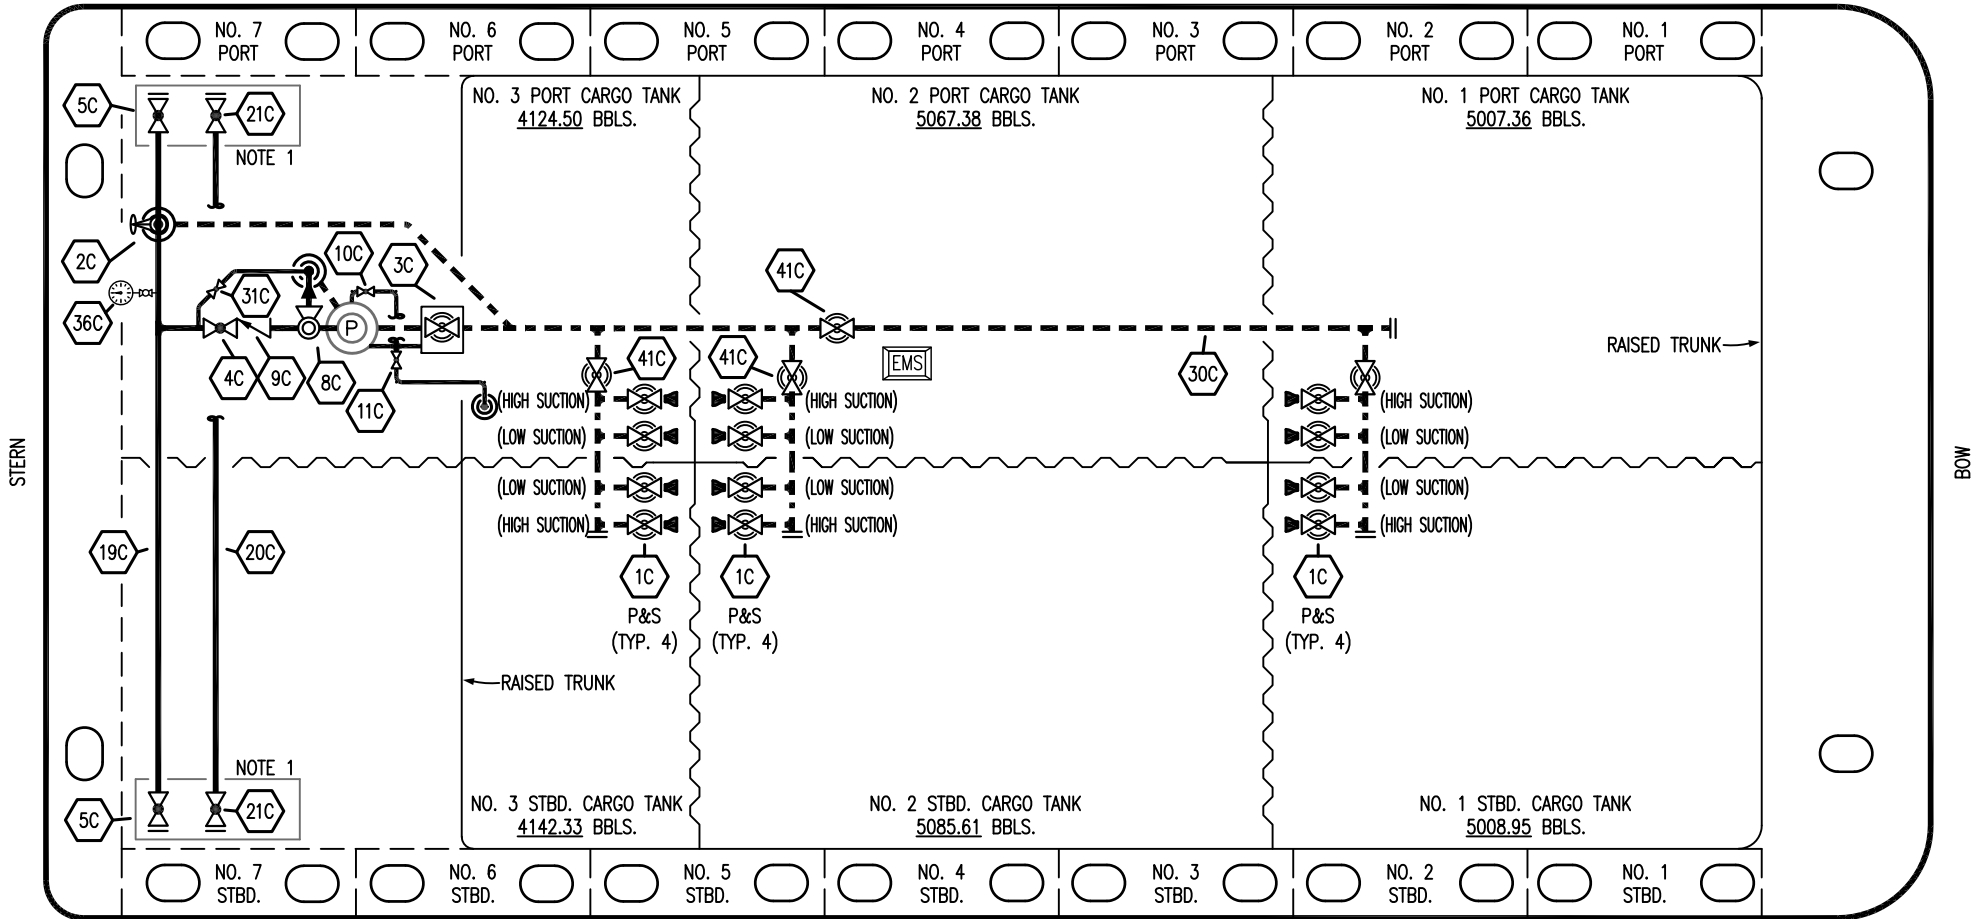 NO. 7
PORT
NO. 6
PORT
NO. 5
PORT
NO. 4
PORT
NO. 3
PORT
NO. 2
PORT
NO. 1
PORT
NO. 3 PORT CARGO TANK
4124.50 BBLS.
NO. 2 PORT CARGO TANK
5067.38 BBLS.
NO. 1 PORT CARGO TANK
5007.36 BBLS.
5C
21C
NOTE 1
2C
10C
3C
41C
36C
31C
P
4C
9C
8C
11C
41C
41C
EMS
30C
RAISED TRUNK
(HIGH SUCTION)
(HIGH SUCTION)
(HIGH SUCTION)
(LOW SUCTION)
(LOW SUCTION)
(LOW SUCTION)
STERN
BOW
(LOW SUCTION)
(LOW SUCTION)
(LOW SUCTION)
(HIGH SUCTION)
(HIGH SUCTION)
(HIGH SUCTION)
19C
20C
1C
1C
1C
P&S
(TYP. 4)
P&S
(TYP. 4)
P&S
(TYP. 4)
RAISED TRUNK
NOTE 1
5C
21C
NO. 3 STBD. CARGO TANK
4142.33 BBLS.
NO. 2 STBD. CARGO TANK
5085.61 BBLS.
NO. 1 STBD. CARGO TANK
5008.95 BBLS.
NO. 7
STBD.
NO. 6
STBD.
NO. 5
STBD.
NO. 4
STBD.
NO. 3
STBD.
NO. 2
STBD.
NO. 1
STBD.